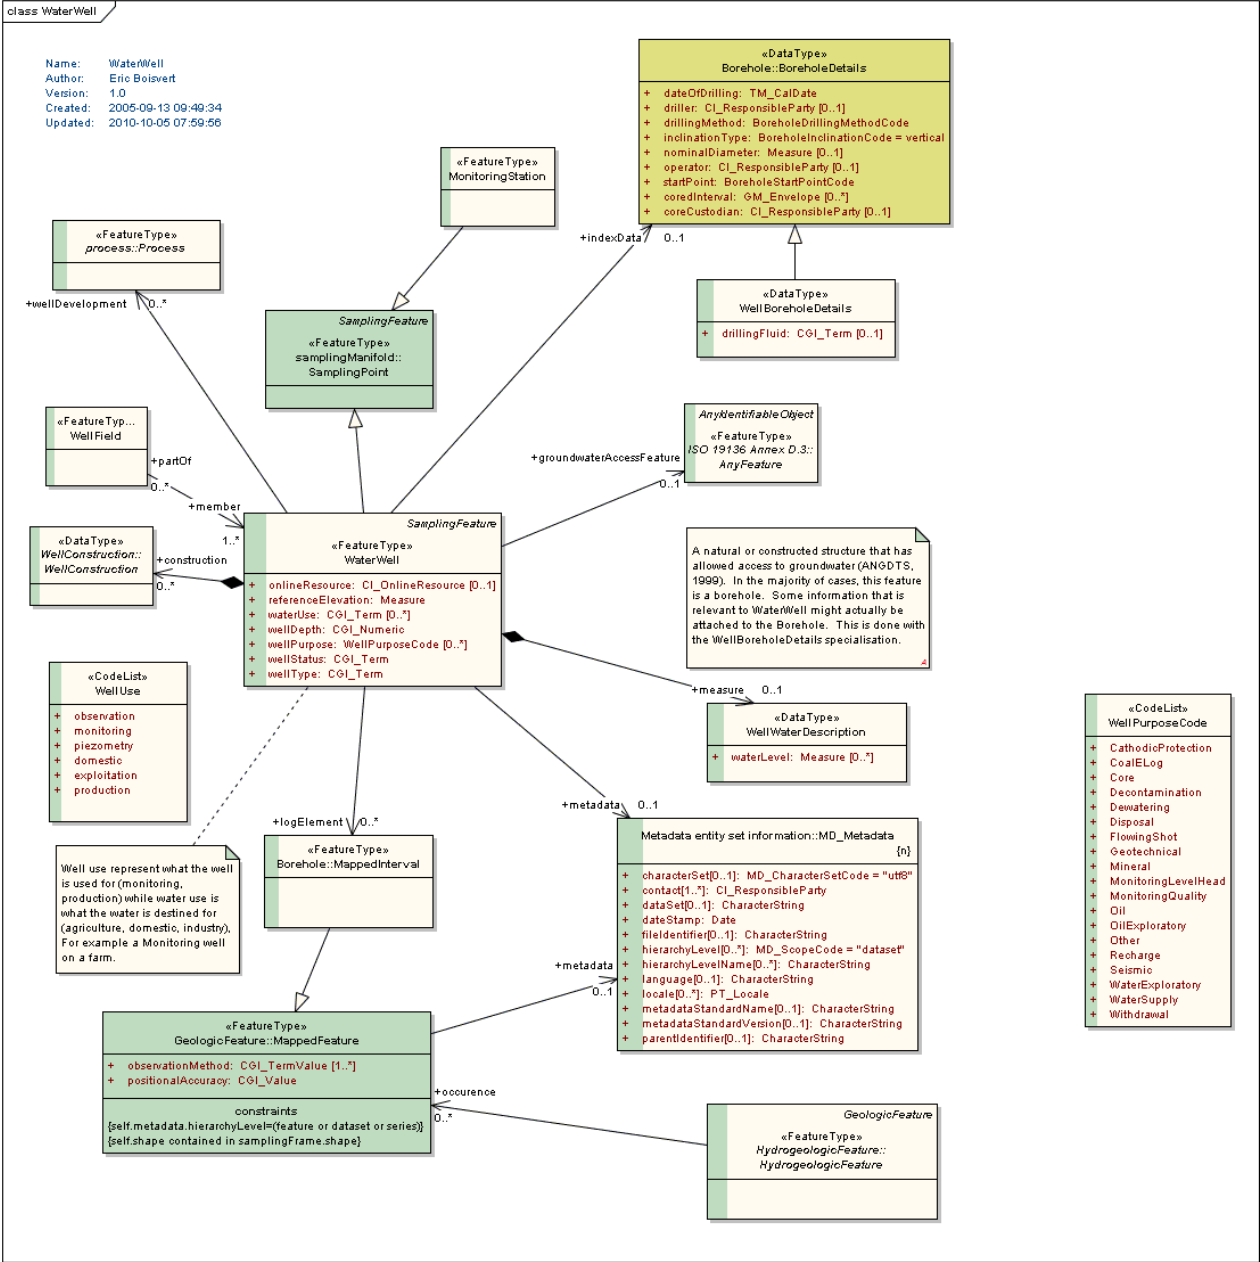 class WaterWell
Name: WaterWell
Author: Eric Boisvert
Version: 1.0
Created: 2005-09-13 09:49:34
Updated: 2010-10-05 07:59:56
«DataType»
Borehole::BoreholeDetails
+ dateOfDrilling: TM_CalDate
+ driller: CI_ResponsibleParty [0..1]
+ drillingMethod: BoreholeDrillingMethodCode
+ inclinationType: BoreholeInclinationCode = vertical
+ nominalDiameter: Measure [0..1]
+ operator: CI_ResponsibleParty [0..1]
+ startPoint: BoreholeStartPointCode
+ coredInterval: GM_Envelope [0..*]
+ coreCustodian: CI_ResponsibleParty [0..1]
«FeatureType»
MonitoringStation
+indexData 0..1
«FeatureType»
process::Process
+wellDevelopment 0..*
«DataType»
WellBoreholeDetails
+ drillingFluid: CGI_Term [0..1]
SamplingFeature
«FeatureType»
samplingManifold::
SamplingPoint
«FeatureTyp...
WellField
+partOf
0..*
+member
1..*
AnyIdentifiableObject
«FeatureType»
ISO 19136 Annex D.3::
AnyFeature
+groundwaterAccessFeature
0..1
«DataType»
WellConstruction::
WellConstruction
+construction
0..*
SamplingFeature
«FeatureType»
WaterWell
+ onlineResource: CI_OnlineResource [0..1]
+ referenceElevation: Measure
+ waterUse: CGI_Term [0..*]
+ wellDepth: CGI_Numeric
+ wellPurpose: WellPurposeCode [0..*]
+ wellStatus: CGI_Term
+ wellType: CGI_Term
A natural or constructed structure that has
allowed access to groundwater (ANGDTS,
1999). In the majority of cases, this feature
is a borehole. Some information that is
relevant to WaterWell might actually be
attached to the Borehole. This is done with
the WellBoreholeDetails specialisation.
A
«CodeList»
WellUse
+ observation
+ monitoring
+ piezometry
+ domestic
+ exploitation
+ production
+measure 0..1
«DataType»
WellWaterDescription
+ waterLevel: Measure [0..*]
«CodeList»
WellPurposeCode
+ CathodicProtection
+ CoalELog
+ Core
+ Decontamination
+ Dewatering
+ Disposal
+ FlowingShot
+ Geotechnical
+ Mineral
+ MonitoringLevelHead
+ MonitoringQuality
+ Oil
+ OilExploratory
+ Other
+ Recharge
+ Seismic
+ WaterExploratory
+ WaterSupply
+ Withdrawal
+logElement 0..*
«FeatureType»
Borehole::MappedInterval
Well use represent what the well
is used for (monitoring,
production) while water use is
what the water is destined for
(agriculture, domestic, industry),
For example a Monitoring well
on a farm.
+metadata 0..1
Metadata entity set information::MD_Metadata
{n}
+ characterSet[0..1]: MD_CharacterSetCode = "utf8"
+ contact[1..*]: CI_ResponsibleParty
+ dataSet[0..1]: CharacterString
+ dateStamp: Date
+ fileIdentifier[0..1]: CharacterString
+ hierarchyLevel[0..*]: MD_ScopeCode = "dataset"
+ hierarchyLevelName[0..*]: CharacterString
+ language[0..1]: CharacterString
+ locale[0..*]: PT_Locale
+ metadataStandardName[0..1]: CharacterString
+ metadataStandardVersion[0..1]: CharacterString
+ parentIdentifier[0..1]: CharacterString
+metadata
0..1
«FeatureType»
GeologicFeature::MappedFeature
+ observationMethod: CGI_TermValue [1..*]
+ positionalAccuracy: CGI_Value
constraints
{self.metadata.hierarchyLevel=(feature or dataset or series)}
{self.shape contained in samplingFrame.shape}
+occurence
0..*
GeologicFeature
«FeatureType»
HydrogeologicFeature::
HydrogeologicFeature